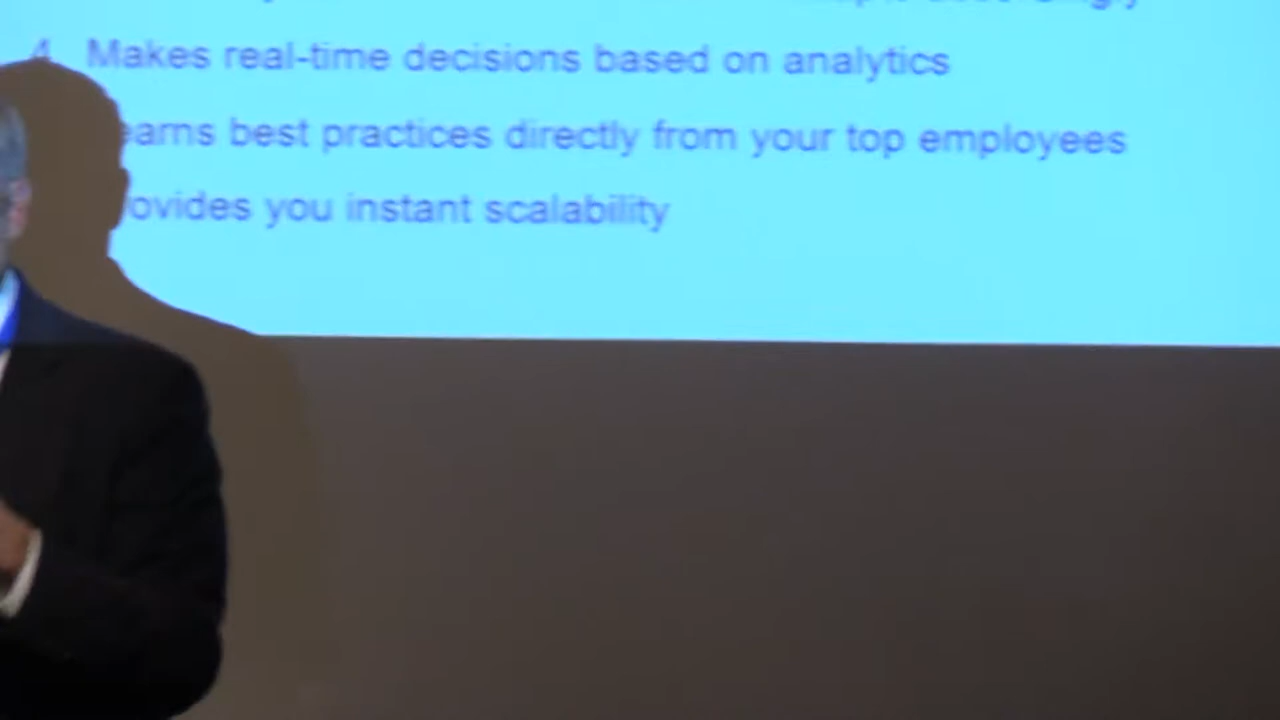 4. Makes real-time decisions based on analytics
earns best practices directly from your top employees
rovides you instant scalability